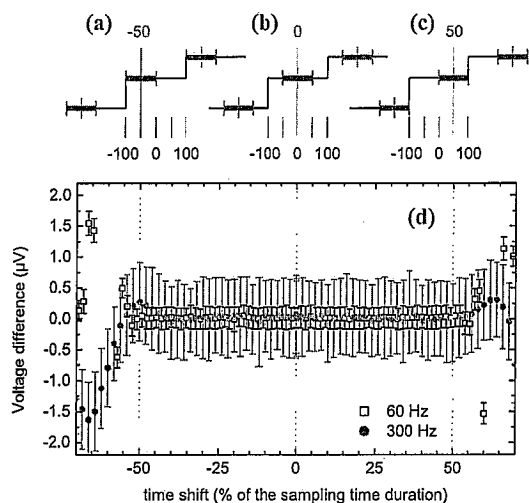 (a) -50 (b) 0 (c) 50
-100 0 100 -100 0 100 -100 0 100
(d)
2.0
1.5
1.0
0.5
0.0
-0.5
-1.0
-1.5
-2.0
Voltage difference (µV)
60 Hz
300 Hz
-50 -25 0 25 50
time shift (% of the sampling time duration)